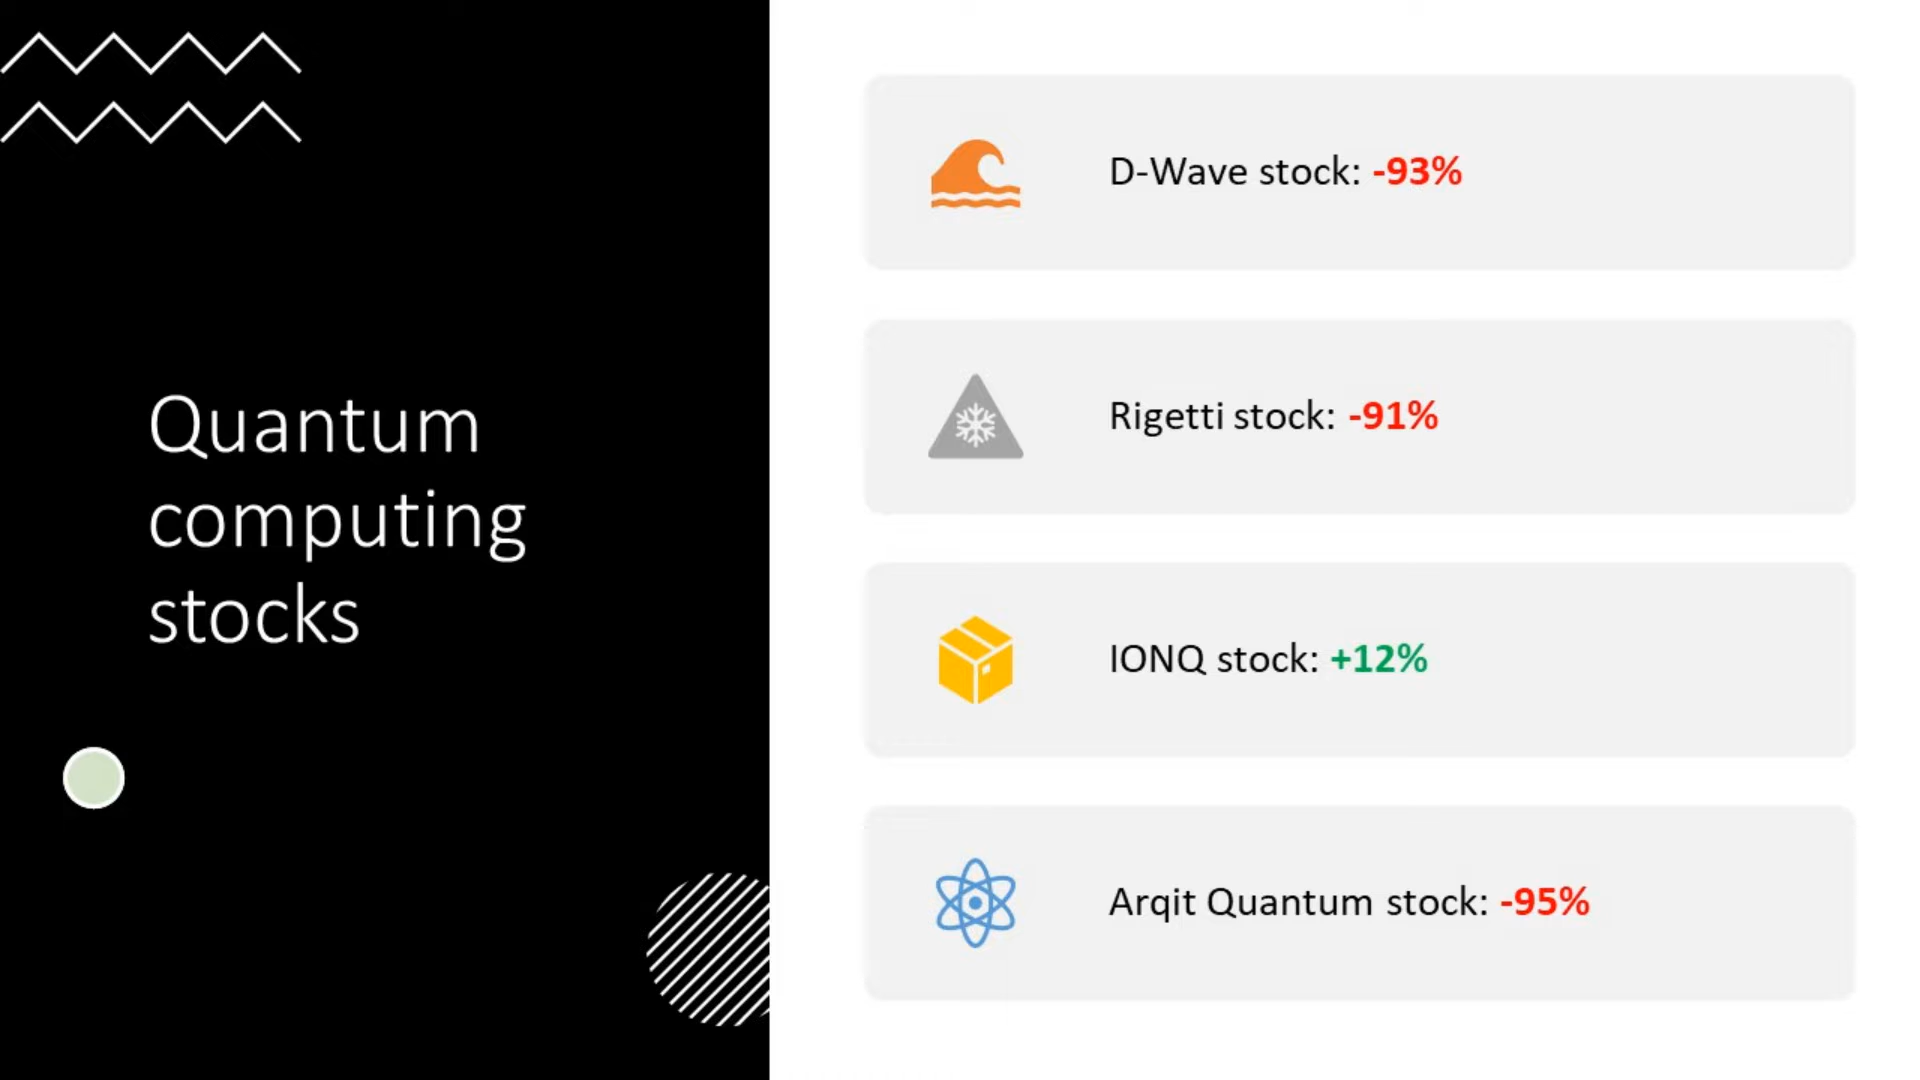 Quantum
computing
stocks
D-Wave stock: -93%
Rigetti stock: -91%
IONQ stock: +12%
Arqit Quantum stock: -95%